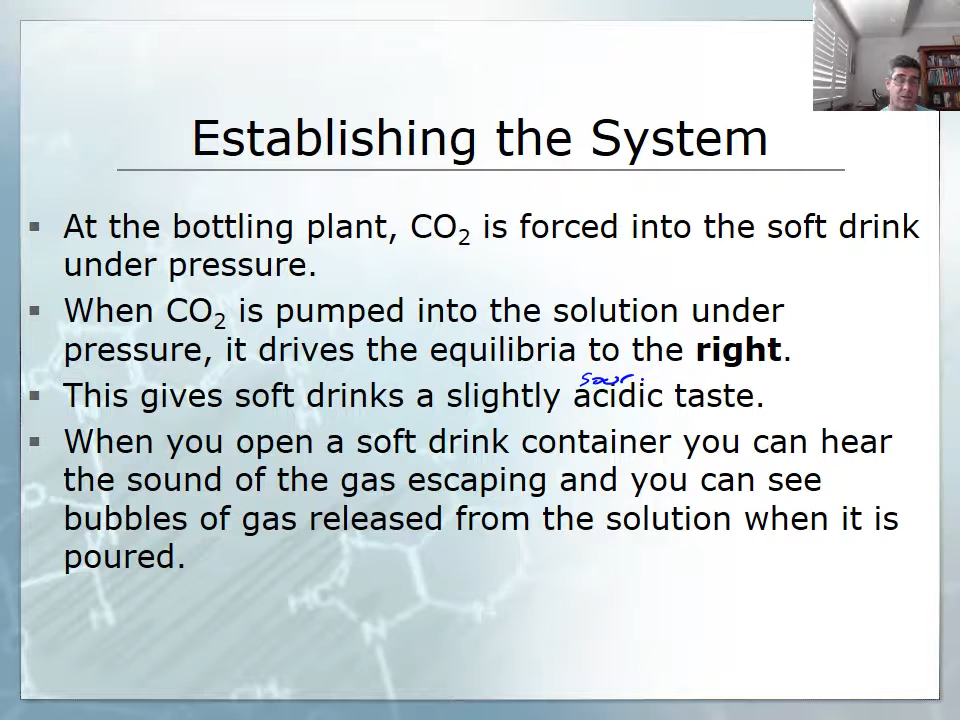 Establishing the System
At the bottling plant, CO₂ is forced into the soft drink
under pressure.
When CO₂ is pumped into the solution under
pressure, it drives the equilibria to the right.
sour
This gives soft drinks a slightly acidic taste.
When you open a soft drink container you can hear
the sound of the gas escaping and you can see
bubbles of gas released from the solution when it is
poured.
HC
N
N
H
H